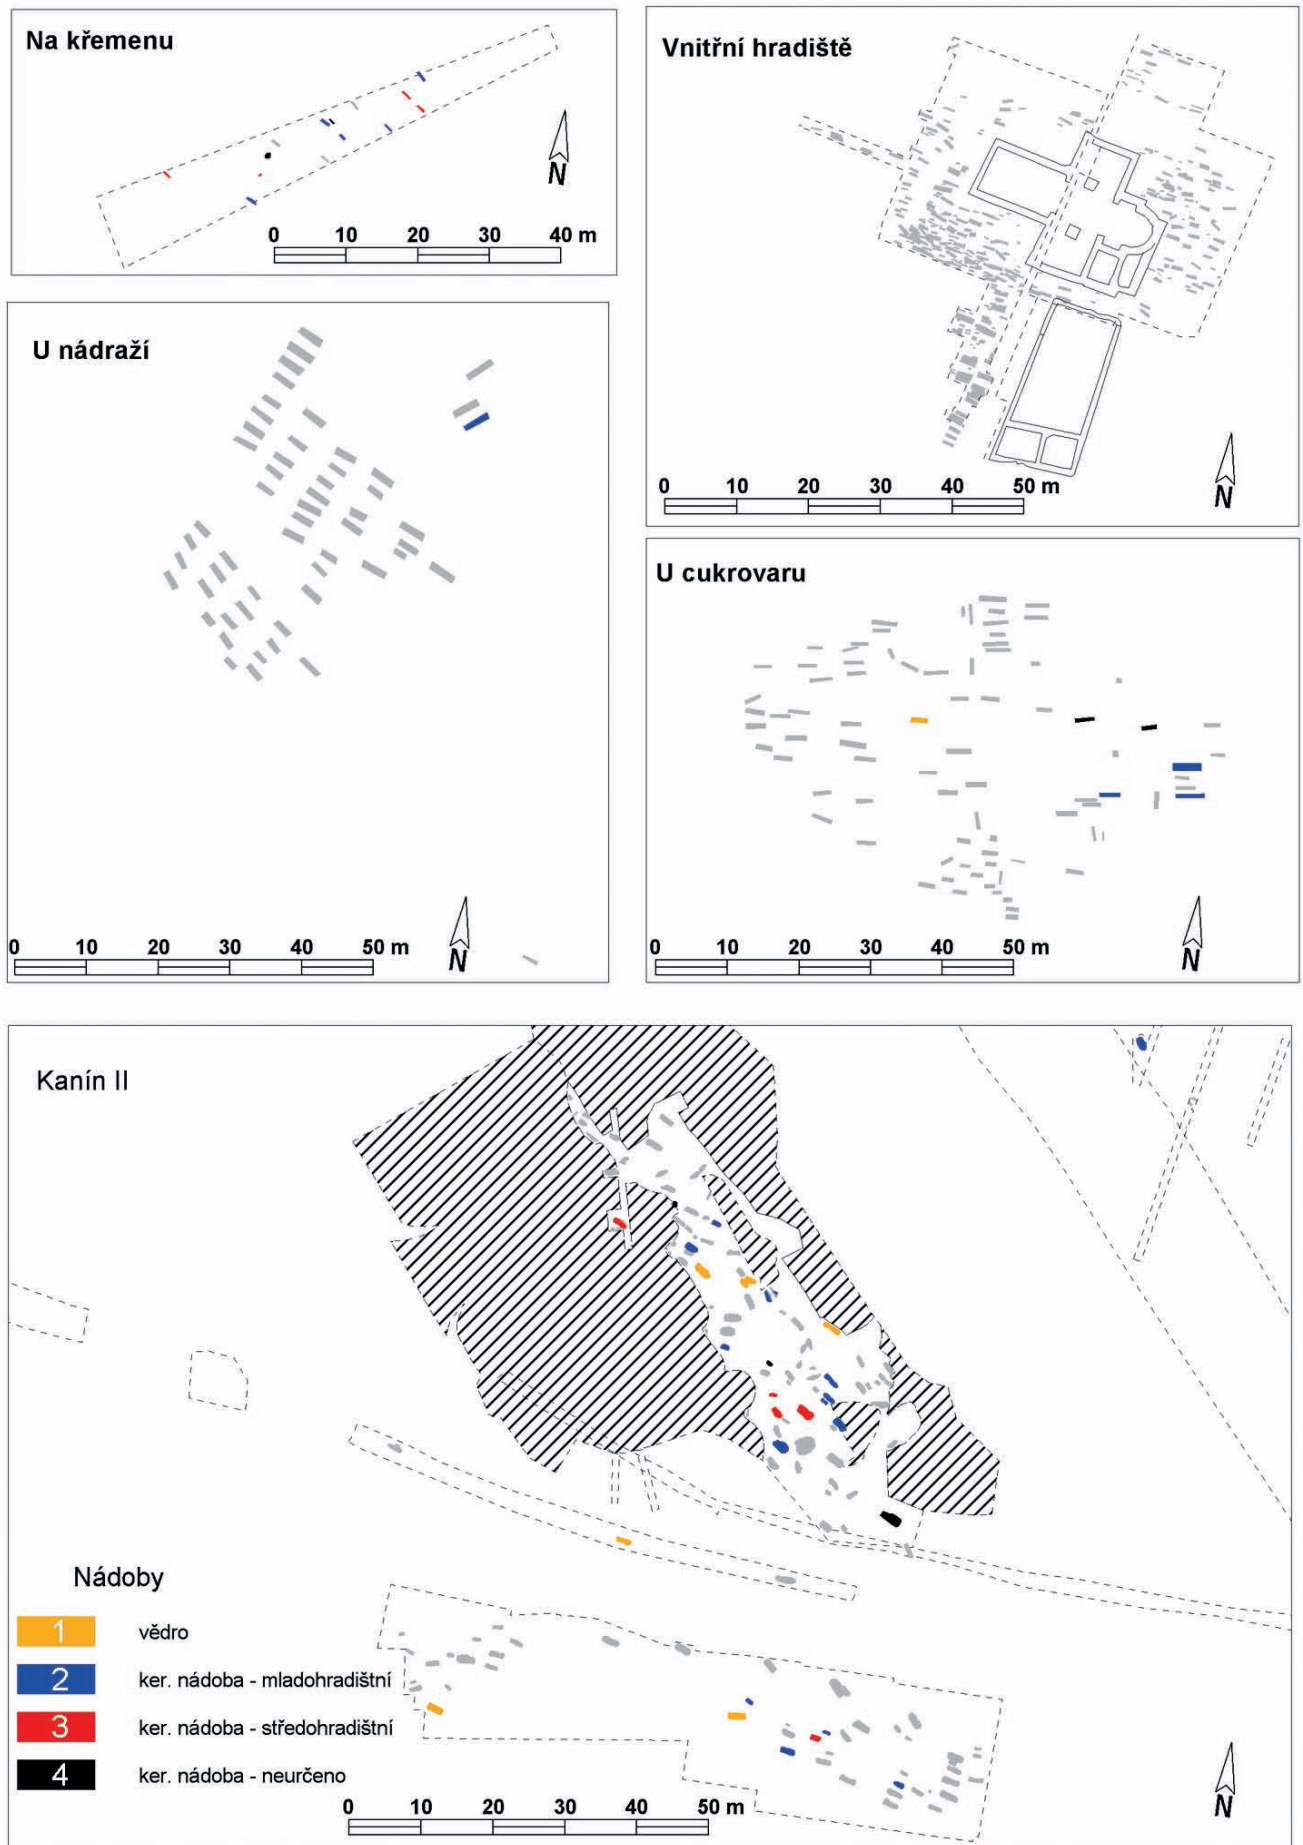 Na křemenu
N
0 10 20 30 40 m
Vnitřní hradiště
N
0 10 20 30 40 50 m
U nádraží
N
0 10 20 30 40 50 m
U cukrovaru
N
0 10 20 30 40 50 m
Kanín II
Nádoby
1 vědro
2 ker. nádoba - mladohradištní
3 ker. nádoba - středohradištní
4 ker. nádoba - neurčeno
N
0 10 20 30 40 50 m